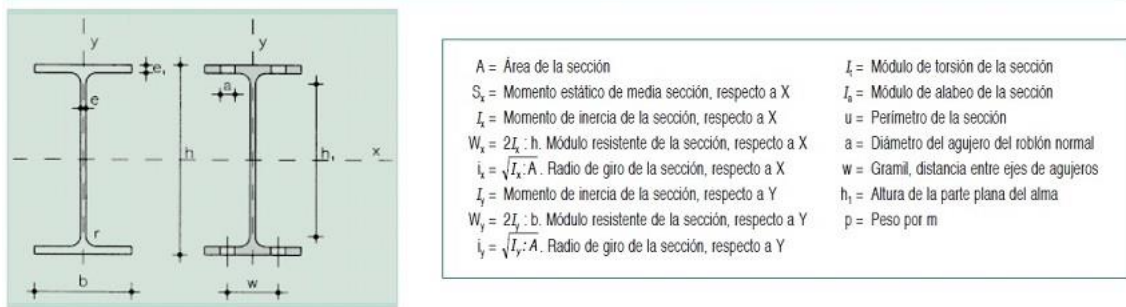 y
y
e₁
e
a
h
h₁
x
r
b
w
A = Área de la sección
Sₓ = Momento estático de media sección, respecto a X
Iₓ = Momento de inercia de la sección, respecto a X
Wₓ = 2Iₓ : h. Módulo resistente de la sección, respecto a X
iₓ = √Iₓ : A. Radio de giro de la sección, respecto a X
I_y = Momento de inercia de la sección, respecto a Y
W_y = 2I_y : b. Módulo resistente de la sección, respecto a Y
i_y = √I_y : A. Radio de giro de la sección, respecto a Y
Iₜ = Módulo de torsión de la sección
Iₐ = Módulo de alabeo de la sección
u = Perímetro de la sección
a = Diámetro del agujero del roblón normal
w = Gramil, distancia entre ejes de agujeros
h₁ = Altura de la parte plana del alma
p = Peso por m